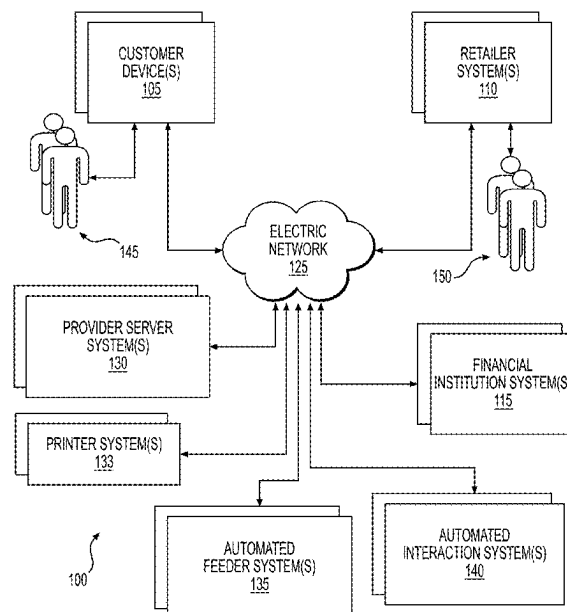 CUSTOMER
DEVICE(S)
105
RETAILER
SYSTEM(S)
110
145
ELECTRIC
NETWORK
125
150
PROVIDER SERVER
SYSTEM(S)
130
FINANCIAL
INSTITUTION SYSTEM(S)
115
PRINTER SYSTEM(S)
133
AUTOMATED
FEEDER SYSTEM(S)
135
AUTOMATED
INTERACTION SYSTEM(S)
140
100